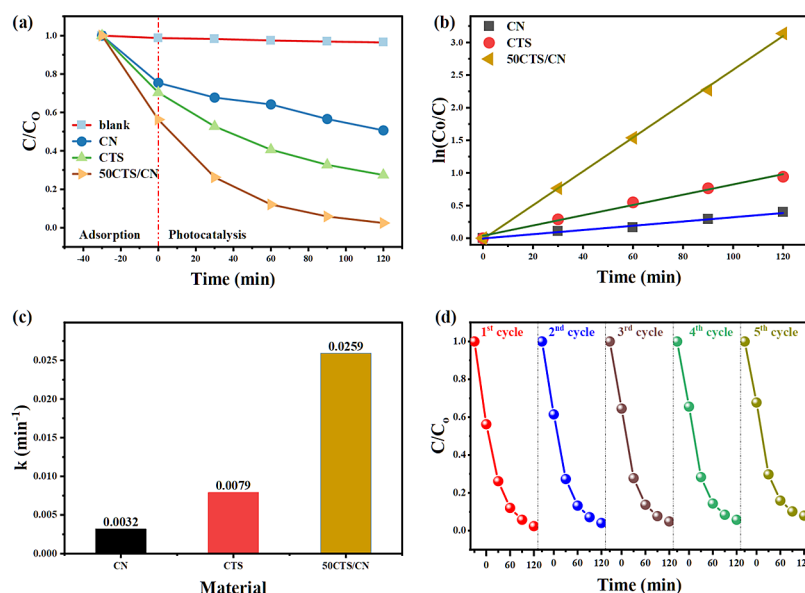 (a)
1.0
0.8
0.6
0.4
0.2
0.0
C/C₀
blank
CN
CTS
50CTS/CN
Adsorption
Photocatalysis
-40 -20 0 20 40 60 80 100 120
Time (min)
(b)
3.0
2.5
2.0
1.5
1.0
0.5
0.0
ln(Co/C)
CN
CTS
50CTS/CN
0 20 40 60 80 100 120
Time (min)
(c)
0.025
0.020
0.015
0.010
0.005
0.000
k (min⁻¹)
0.0032
0.0079
0.0259
CN CTS 50CTS/CN
Material
(d)
1ˢᵗ cycle 2ⁿᵈ cycle 3ʳᵈ cycle 4ᵗʰ cycle 5ᵗʰ cycle
1.0
0.8
0.6
0.4
0.2
0.0
C/C₀
0 60 120 0 60 120 0 60 120 0 60 120 0 60 120
Time (min)